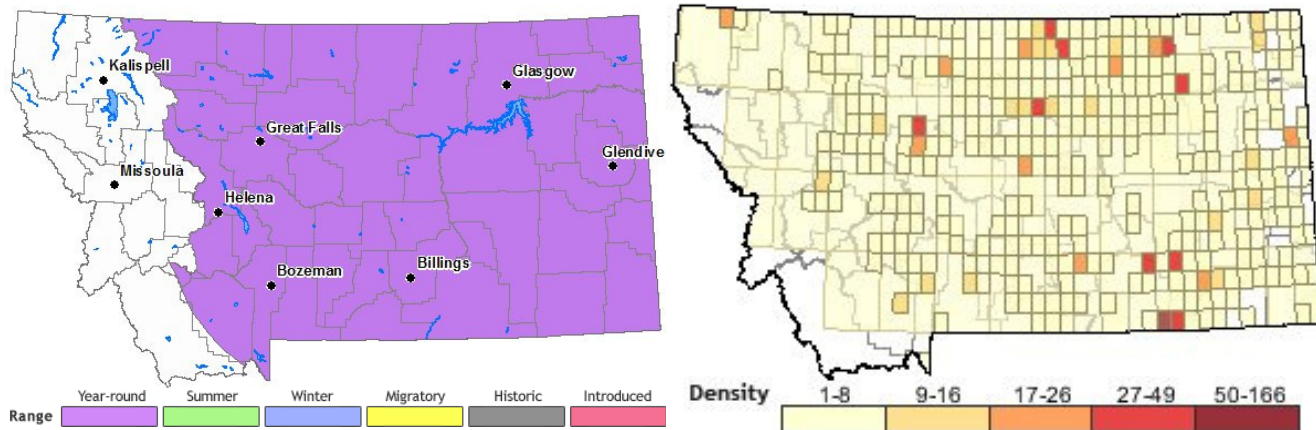 Kalispell
Glasgow
Great Falls
Glendive
Missoula
Helena
Bozeman
Billings
Year-round Summer Winter Migratory Historic Introduced
Range
Density 1-8 9-16 17-26 27-49 50-166